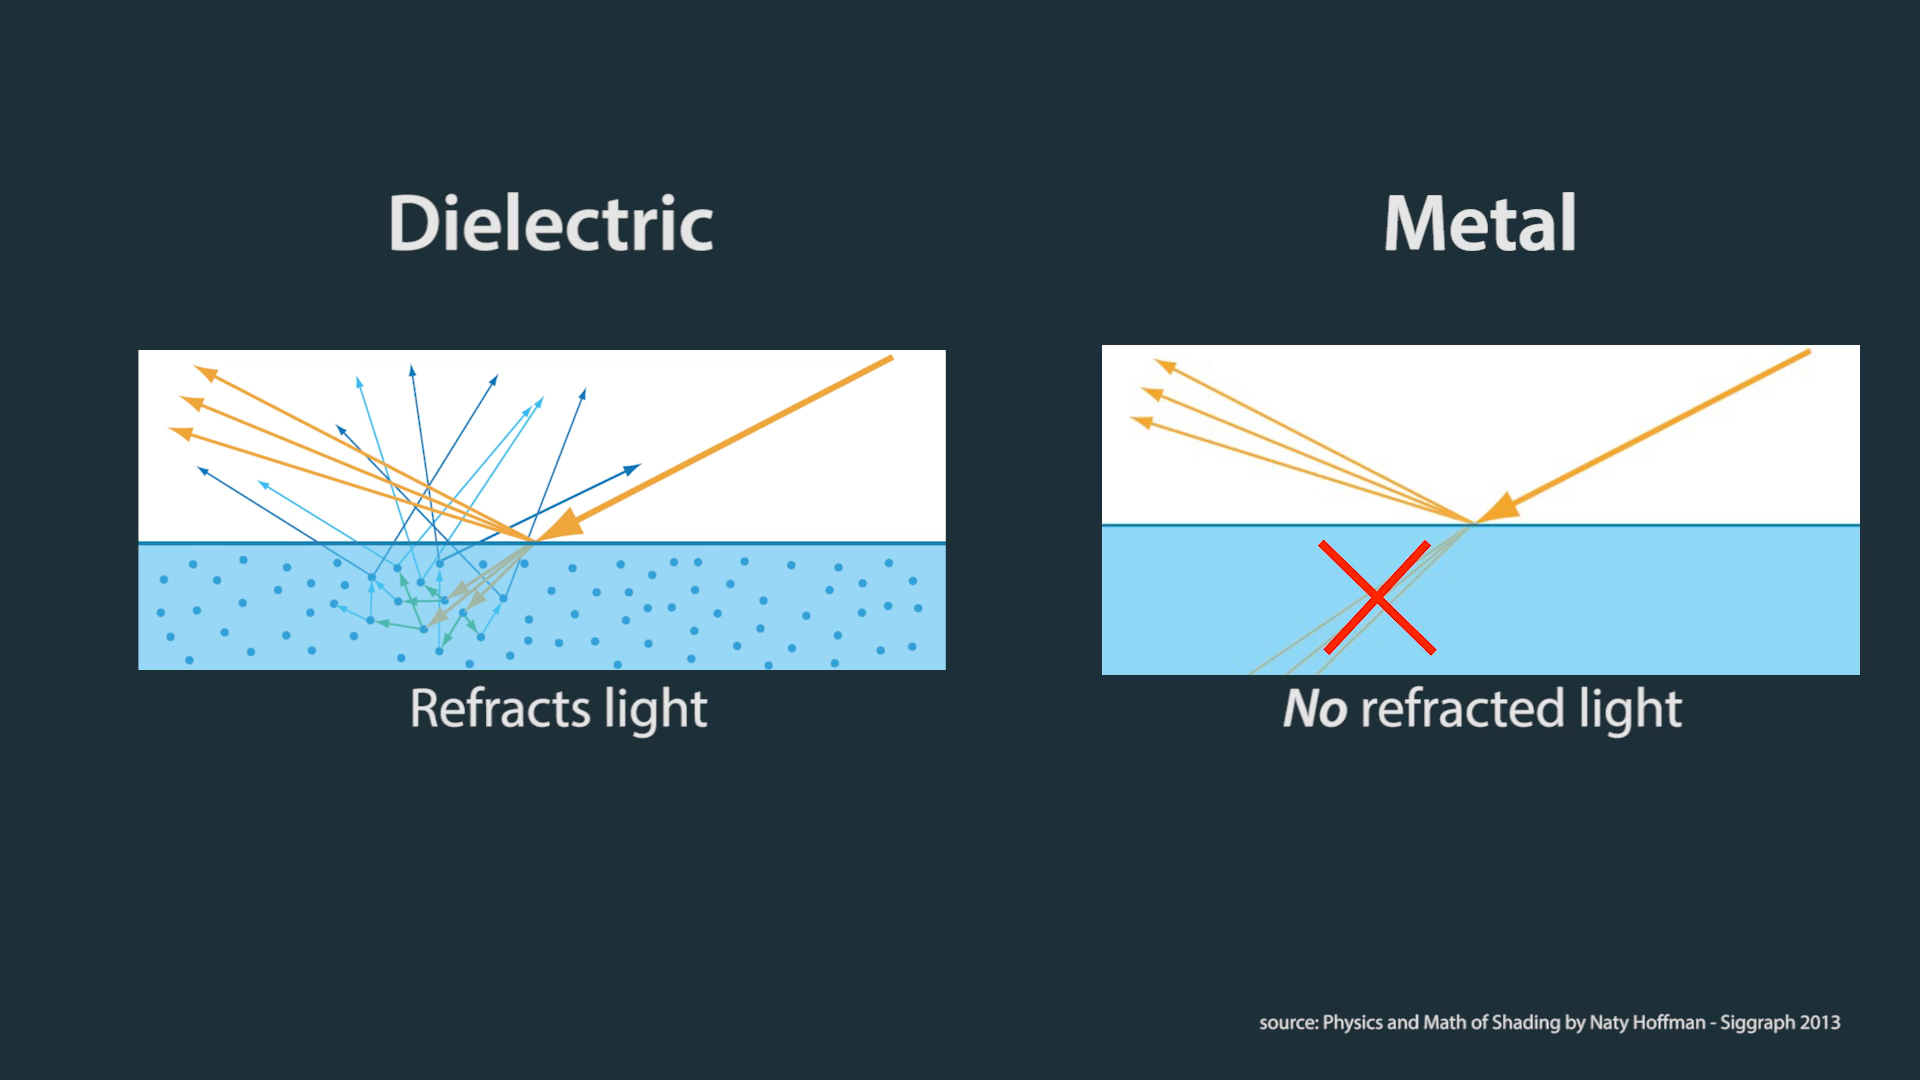 Dielectric
Metal
Refracts light
No refracted light
source: Physics and Math of Shading by Naty Hoffman - Siggraph 2013